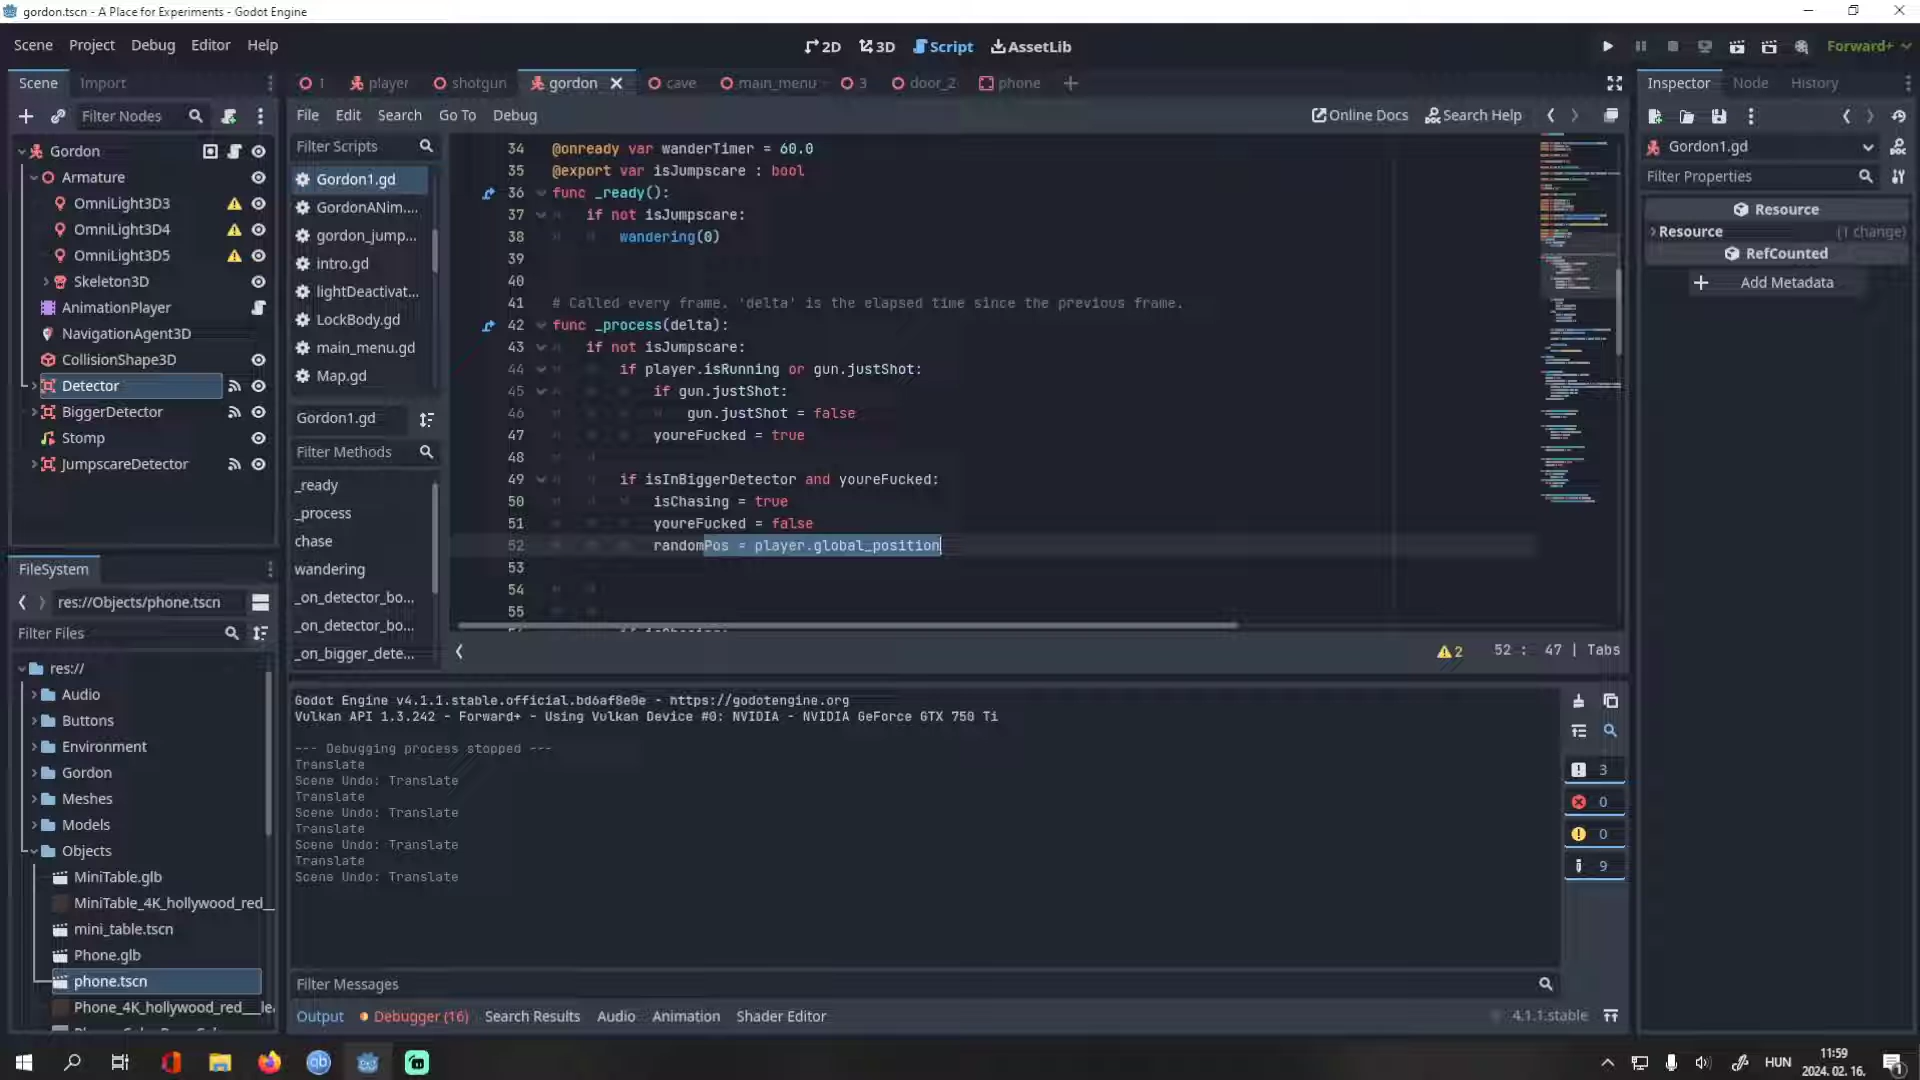 gordon.tscn - A Place for Experiments - Godot Engine
Scene Project Debug Editor Help
2D 3D Script AssetLib
Forward+
Scene Import
1 player shotgun gordon cave main_menu 3 door_2 phone
Inspector Node History
Filter Nodes
File Edit Search Go To Debug
Online Docs Search Help
Gordon
Armature
OmniLight3D3
OmniLight3D4
OmniLight3D5
Skeleton3D
AnimationPlayer
NavigationAgent3D
CollisionShape3D
Detector
BiggerDetector
Stomp
JumpscareDetector
FileSystem
res://Objects/phone.tscn
Filter Files
res://
Audio
Buttons
Environment
Gordon
Meshes
Models
Objects
MiniTable.glb
MiniTable_4K_hollywood_red__
mini_table.tscn
Phone.glb
phone.tscn
Phone_4K_hollywood_red___le
Filter Scripts
Gordon1.gd
GordonANim....
gordon_jump...
intro.gd
lightDeactivat...
LockBody.gd
main_menu.gd
Map.gd
Gordon1.gd
Filter Methods
_ready
_process
chase
wandering
_on_detector_bo...
_on_detector_bo...
_on_bigger_dete...
34 @onready var wanderTimer = 60.0
35 @export var isJumpscare : bool
36 func _ready():
37 if not isJumpscare:
38 wandering(0)
39
40
41 # Called every frame. 'delta' is the elapsed time since the previous frame.
42 func _process(delta):
43 if not isJumpscare:
44 if player.isRunning or gun.justShot:
45 if gun.justShot:
46 gun.justShot = false
47 youreFucked = true
48
49 if isInBiggerDetector and youreFucked:
50 isChasing = true
51 youreFucked = false
52 randomPos = player.global_position
53
54
55
2 52 : 47 | Tabs
Godot Engine v4.1.1.stable.official.bd6af8e0e - https://godotengine.org
Vulkan API 1.3.242 - Forward+ - Using Vulkan Device #0: NVIDIA - NVIDIA GeForce GTX 750 Ti
--- Debugging process stopped ---
Translate
Scene Undo: Translate
Translate
Scene Undo: Translate
Translate
Scene Undo: Translate
Translate
Scene Undo: Translate
3
0
0
9
Filter Messages
Output Debugger (16) Search Results Audio Animation Shader Editor
4.1.1.stable
Gordon1.gd
Filter Properties
Resource
Resource (1 change)
RefCounted
Add Metadata
HUN
11:59
2024. 02. 16.
1